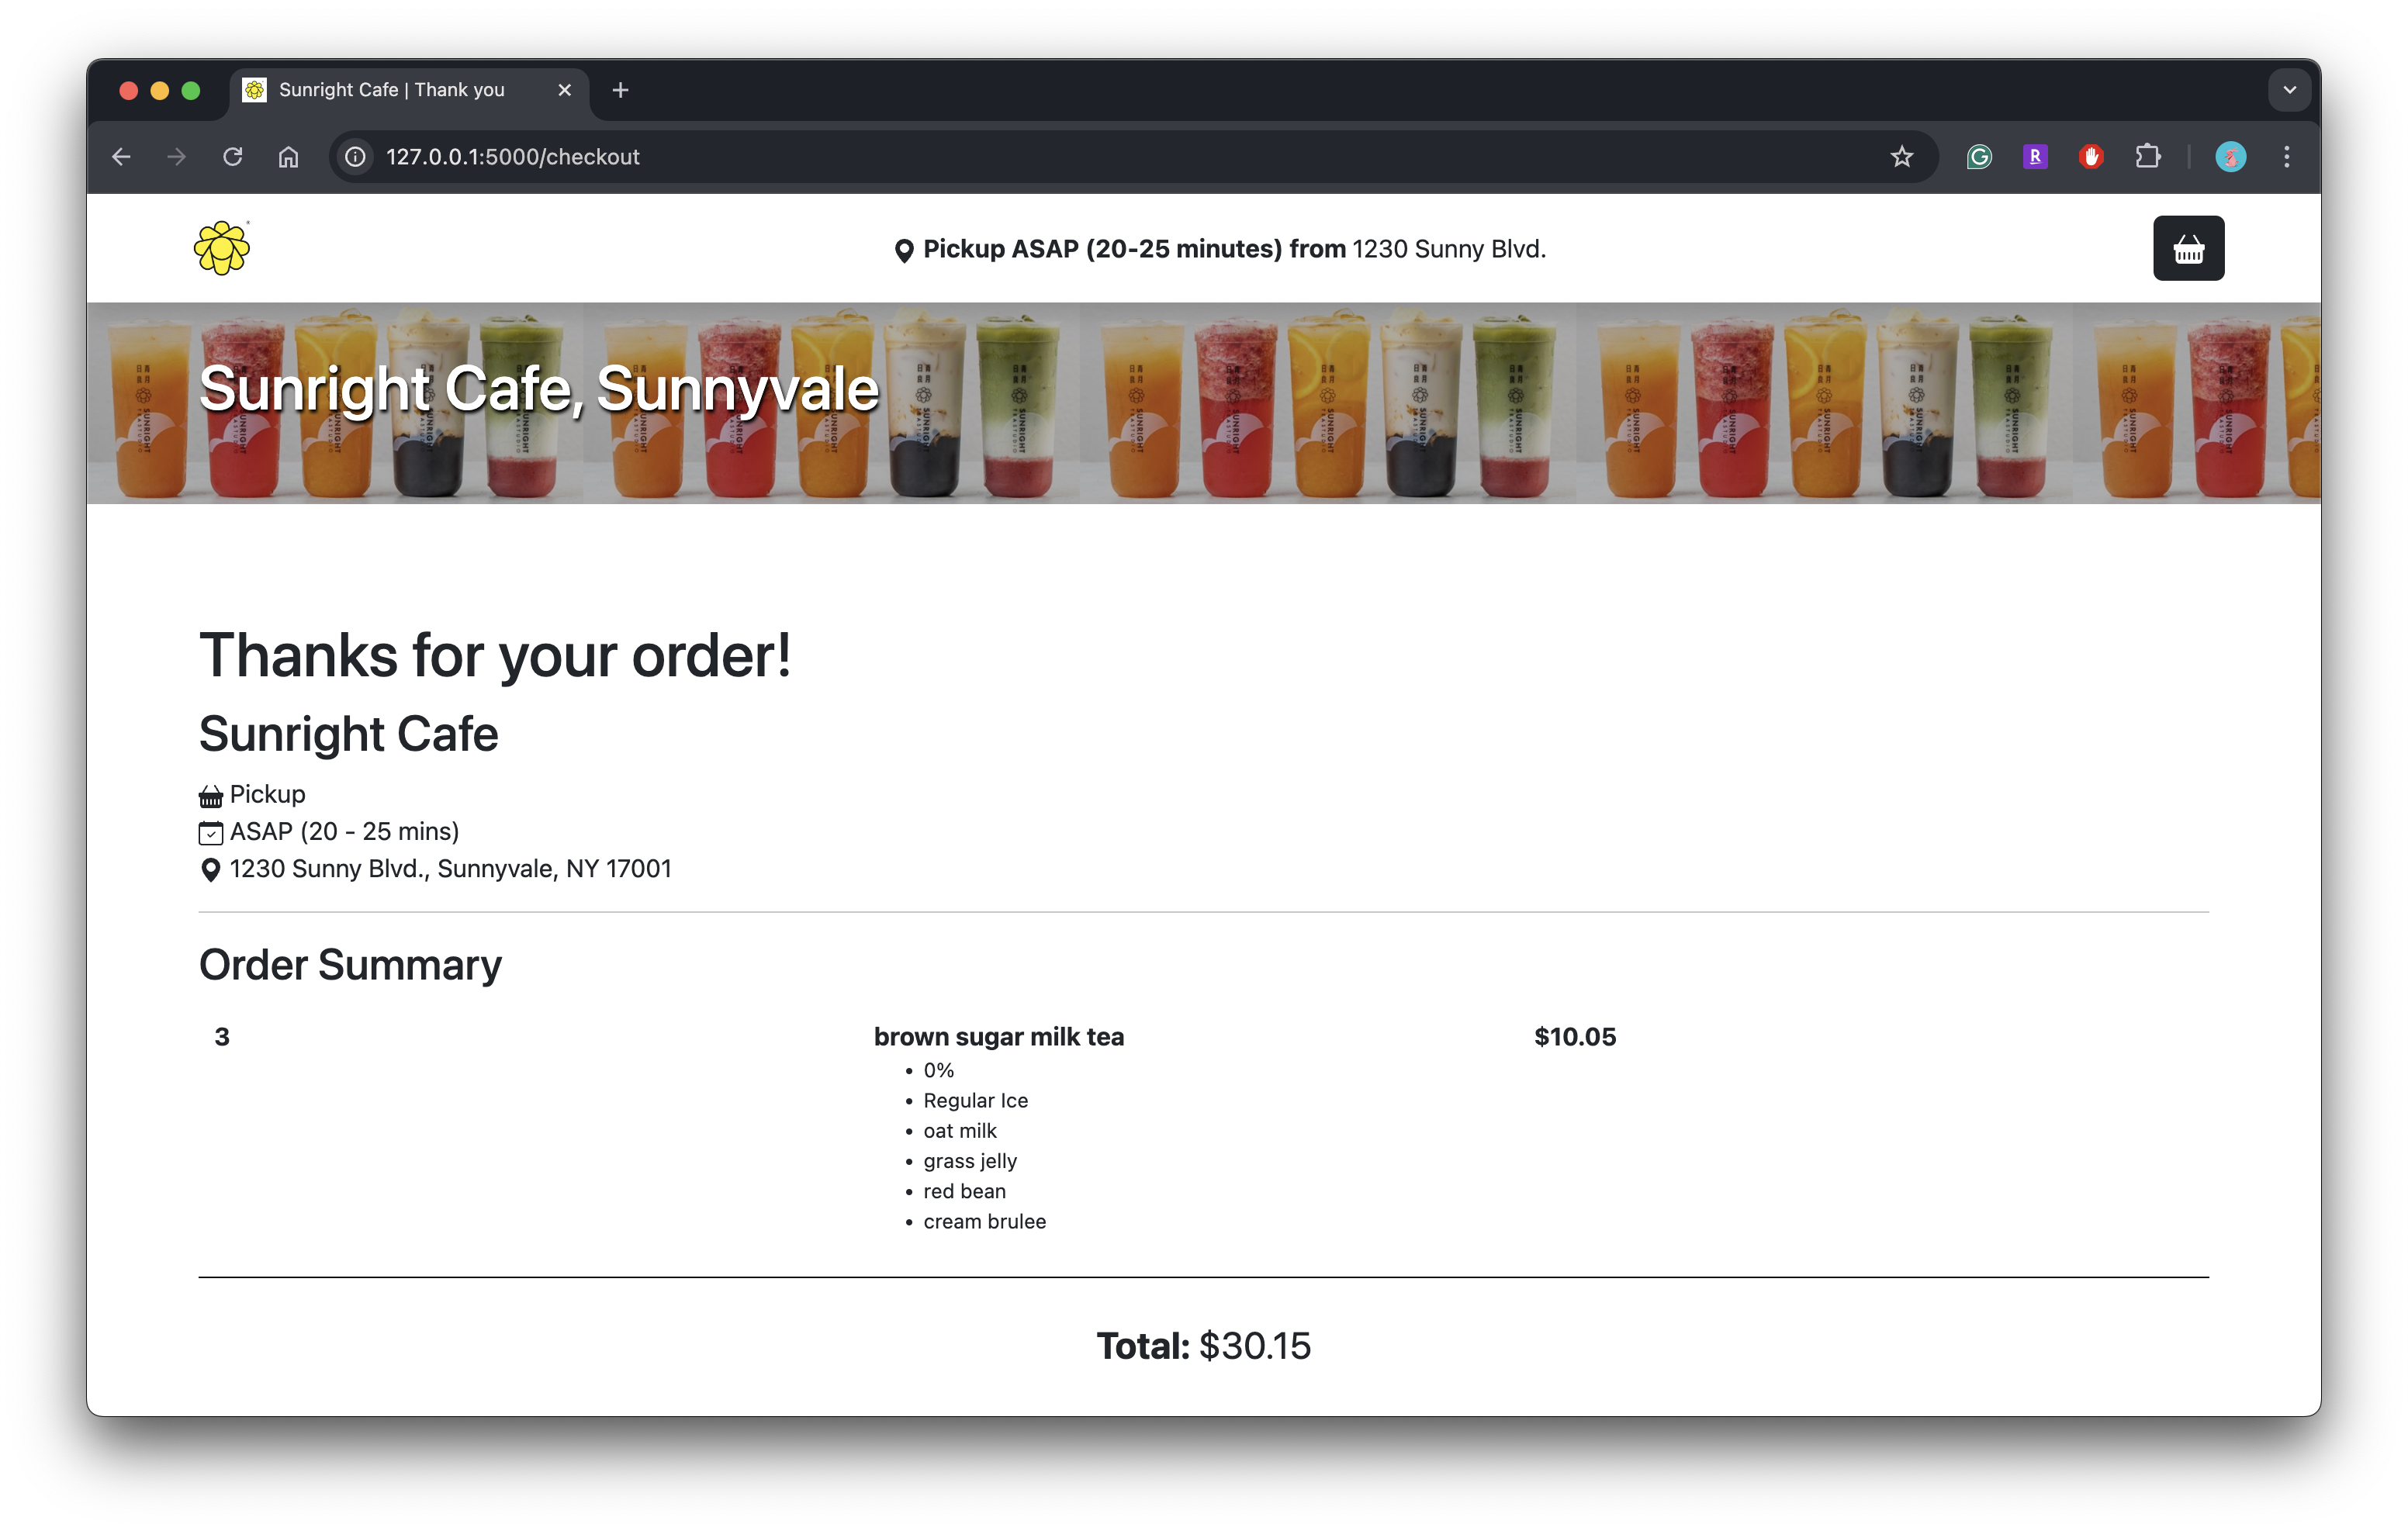 Sunright Cafe | Thank you
127.0.0.1:5000/checkout
Pickup ASAP (20-25 minutes) from 1230 Sunny Blvd.
Sunright Cafe, Sunnyvale
Thanks for your order!
Sunright Cafe
Pickup
ASAP (20 - 25 mins)
1230 Sunny Blvd., Sunnyvale, NY 17001
Order Summary
3 brown sugar milk tea $10.05
0%
Regular Ice
oat milk
grass jelly
red bean
cream brulee
Total: $30.15